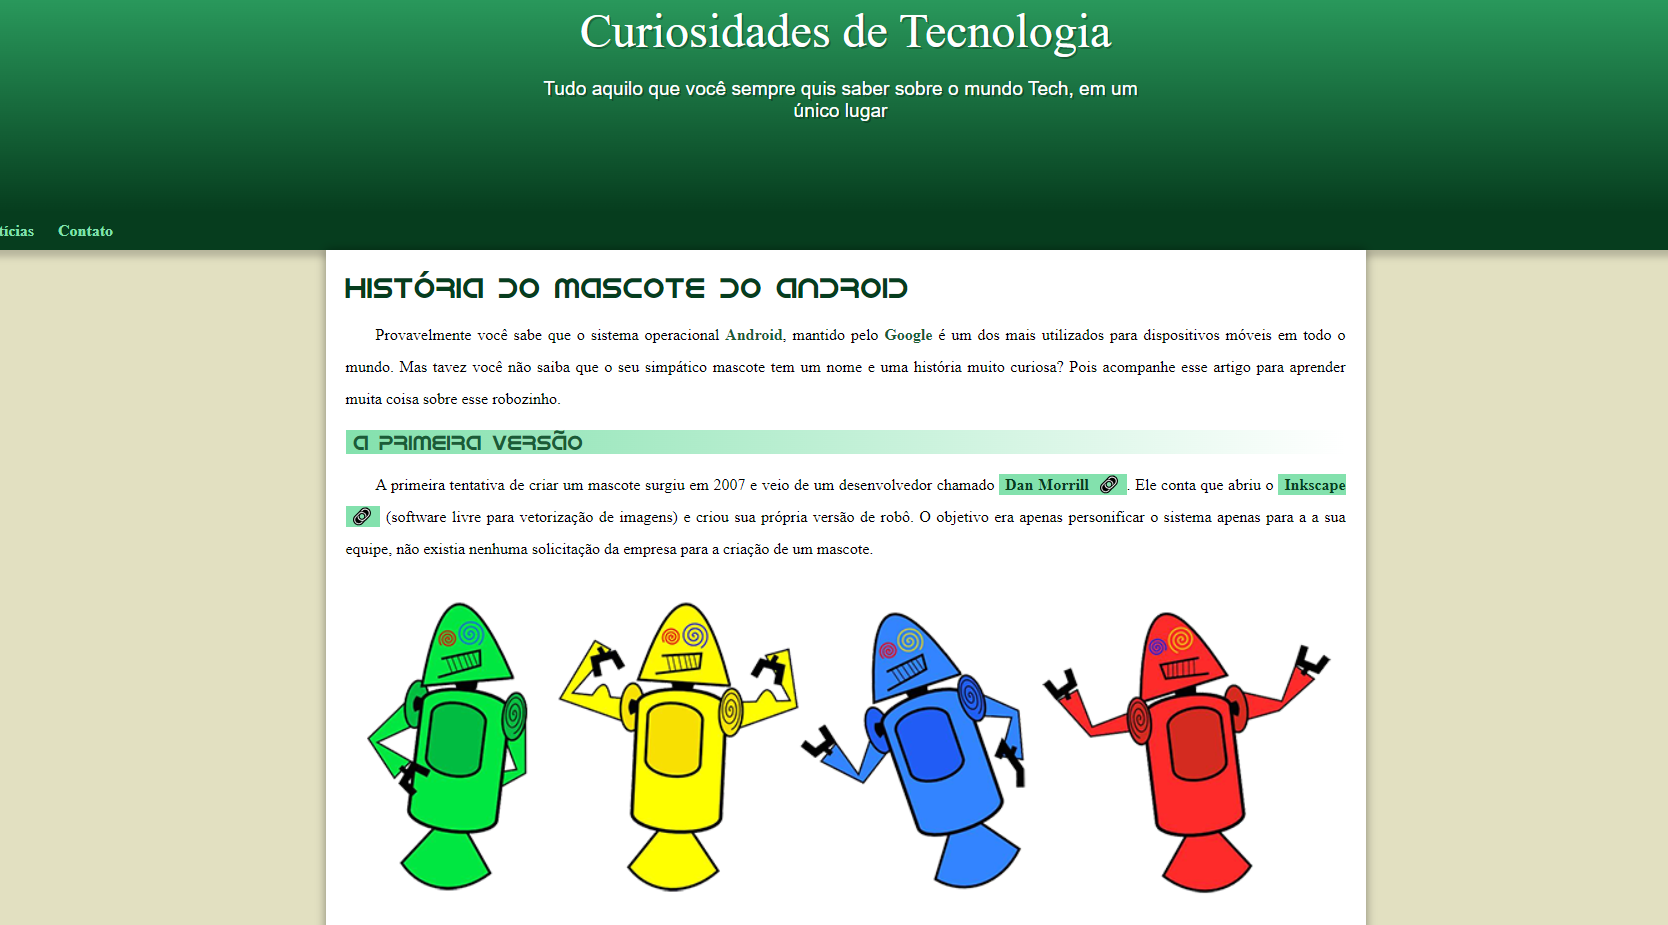 Curiosidades de Tecnologia
Tudo aquilo que você sempre quis saber sobre o mundo Tech, em um
único lugar
tícias Contato
História do Mascote do Android
Provavelmente você sabe que o sistema operacional Android, mantido pelo Google é um dos mais utilizados para dispositivos móveis em todo o
mundo. Mas tavez você não saiba que o seu simpático mascote tem um nome e uma história muito curiosa? Pois acompanhe esse artigo para aprender
muita coisa sobre esse robozinho.
A primeira versão
A primeira tentativa de criar um mascote surgiu em 2007 e veio de um desenvolvedor chamado Dan Morrill . Ele conta que abriu o Inkscape
(software livre para vetorização de imagens) e criou sua própria versão de robô. O objetivo era apenas personificar o sistema apenas para a a sua
equipe, não existia nenhuma solicitação da empresa para a criação de um mascote.